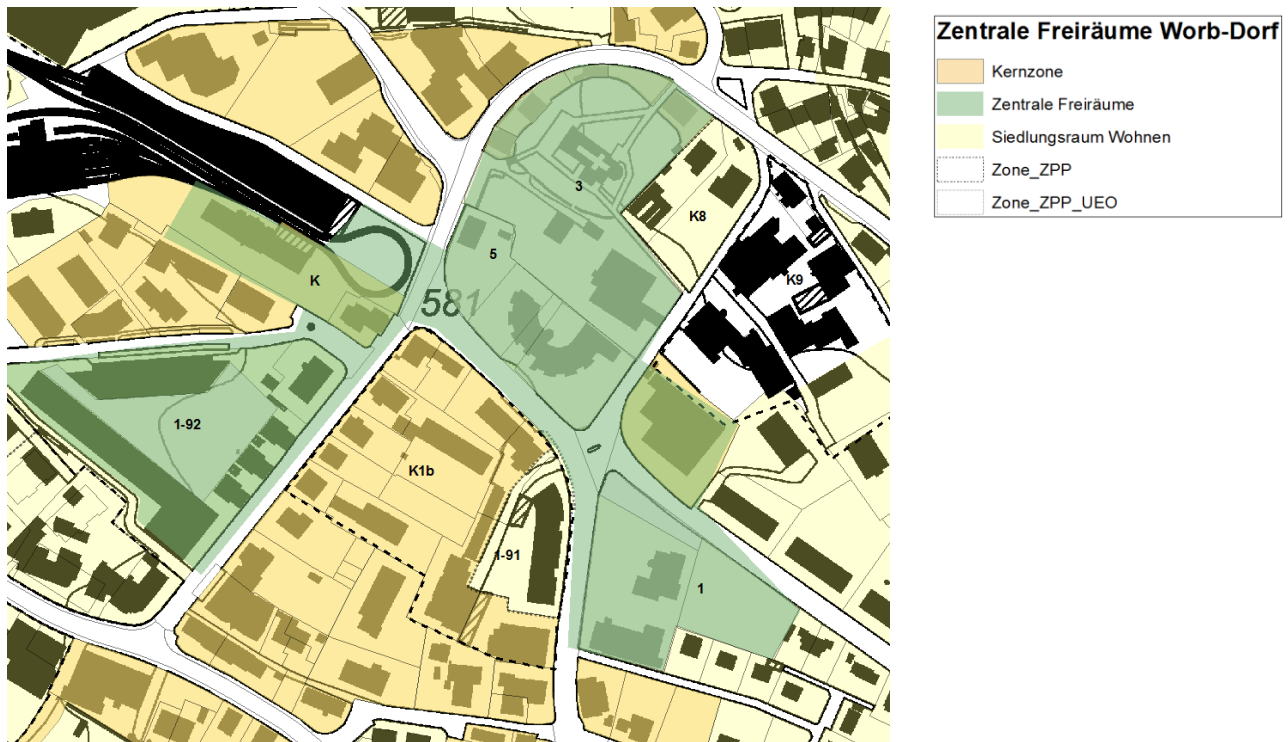 Zentrale Freiräume Worb-Dorf
Kernzone
Zentrale Freiräume
Siedlungsraum Wohnen
Zone_ZPP
Zone_ZPP_UEO
3
K8
5
K9
K
581
1-92
K1b
1-91
1